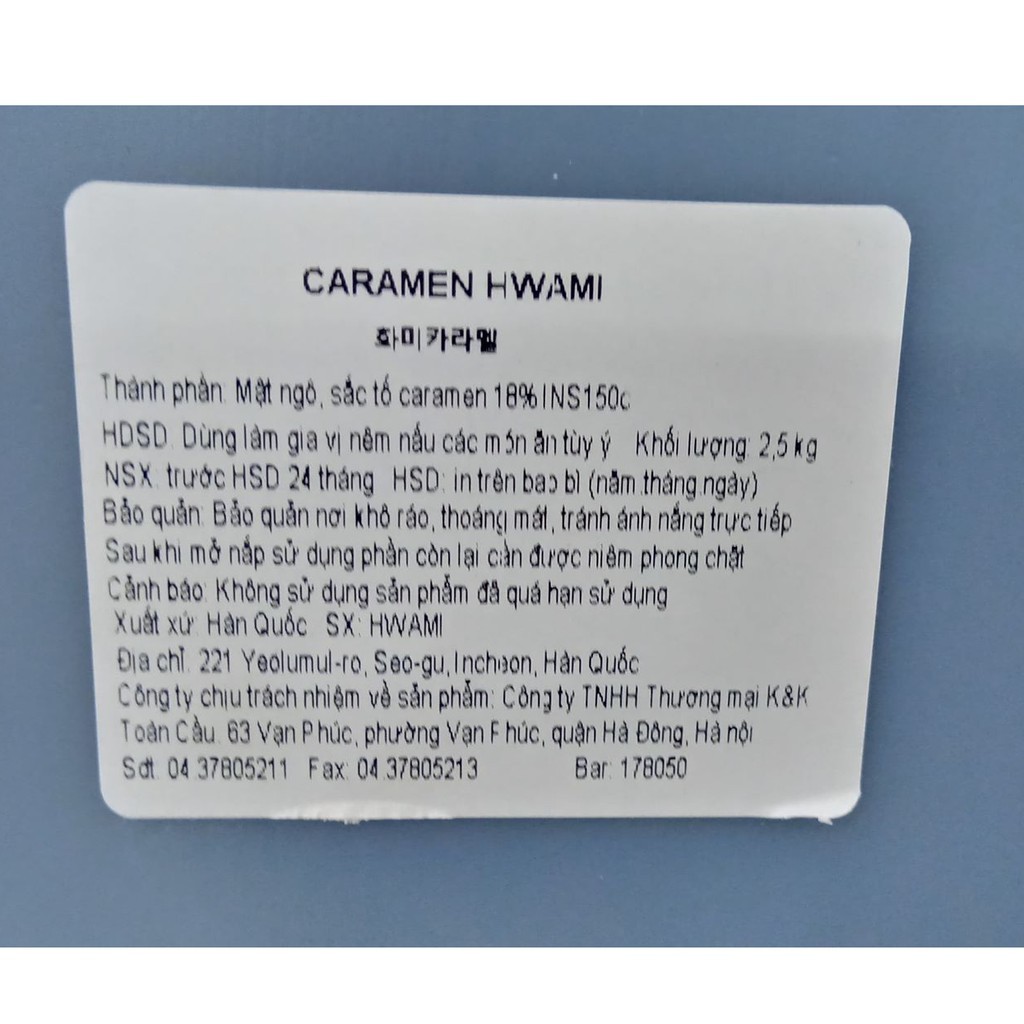 CARAMEN HWAMI
화미카라멜
Thành phần: Mật ngô, sắc tố caramen 18% INS150c
HDSD: Dùng làm gia vị nêm nấu các món ăn tùy ý Khối lượng: 2,5 kg
NSX: trước HSD 24 tháng HSD: in trên bao bì (năm.tháng.ngày)
Bảo quản: Bảo quản nơi khô ráo, thoáng mát, tránh ánh nắng trực tiếp
Sau khi mở nắp sử dụng phần còn lại cần được niêm phong chặt
Cảnh báo: Không sử dụng sản phẩm đã quá hạn sử dụng
Xuất xứ: Hàn Quốc SX: HWAMI
Địa chỉ: 221 Yeolumul-ro, Seo-gu, Incheon, Hàn Quốc
Công ty chịu trách nhiệm về sản phẩm: Công ty TNHH Thương mại K&K
Toàn Cầu. 63 Vạn Phúc, phường Vạn Phúc, quận Hà Đông, Hà nội
Sđt: 04.37805211 Fax: 04.37805213 Bar: 178050